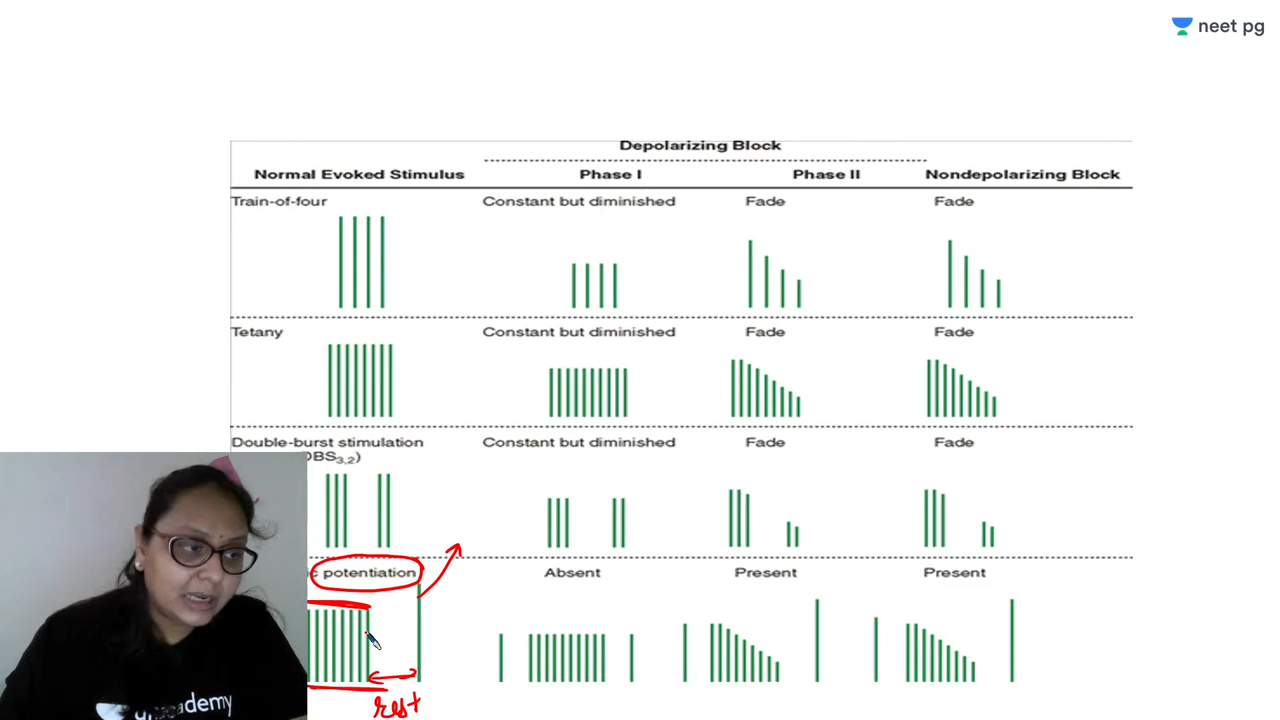 neet pg
Depolarizing Block
Normal Evoked Stimulus Phase I Phase II Nondepolarizing Block
Train-of-four Constant but diminished Fade Fade
Tetany Constant but diminished Fade Fade
Double-burst stimulation Constant but diminished Fade Fade
DBS3,2)
potentiation Absent Present Present
rest